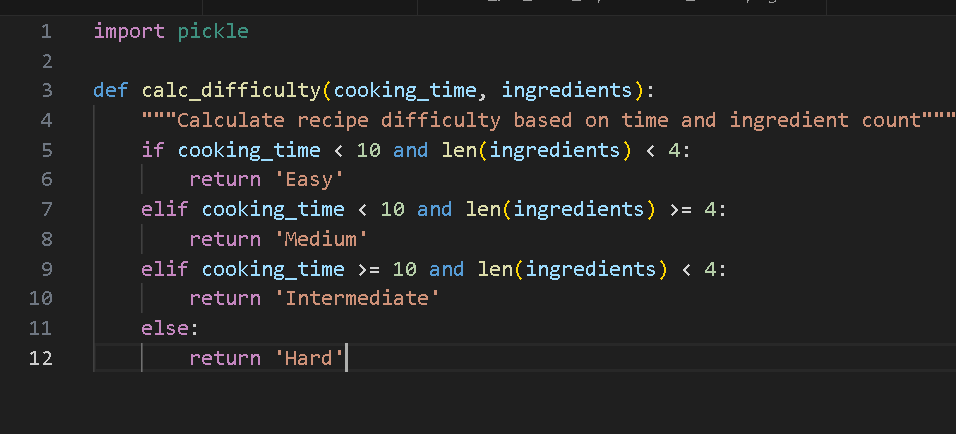 1 import pickle
2
3 def calc_difficulty(cooking_time, ingredients):
4     """Calculate recipe difficulty based on time and ingredient count"""
5     if cooking_time < 10 and len(ingredients) < 4:
6         return 'Easy'
7     elif cooking_time < 10 and len(ingredients) >= 4:
8         return 'Medium'
9     elif cooking_time >= 10 and len(ingredients) < 4:
10         return 'Intermediate'
11     else:
12         return 'Hard'